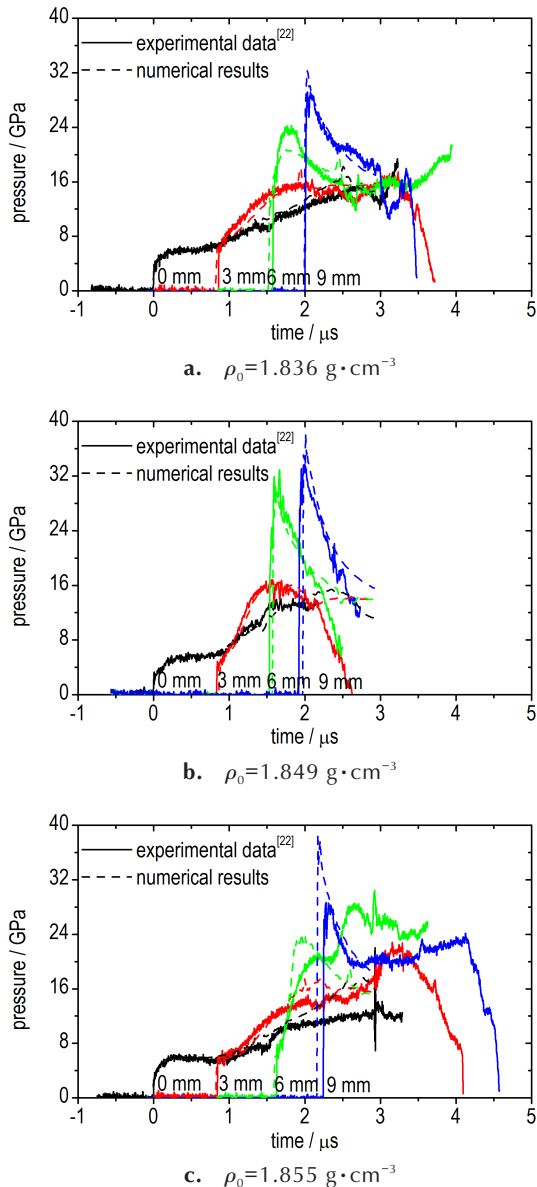 40
32
24
16
8
0
pressure / GPa
experimental data[22]
numerical results
0 mm 3 mm 6 mm 9 mm
-1 0 1 2 3 4 5
time / μs
a. ρ₀=1.836 g·cm⁻³
40
32
24
16
8
0
pressure / GPa
experimental data[22]
numerical results
0 mm 3 mm 6 mm 9 mm
-1 0 1 2 3 4 5
time / μs
b. ρ₀=1.849 g·cm⁻³
40
32
24
16
8
0
pressure / GPa
experimental data[22]
numerical results
0 mm 3 mm 6 mm 9 mm
-1 0 1 2 3 4 5
time / μs
c. ρ₀=1.855 g·cm⁻³